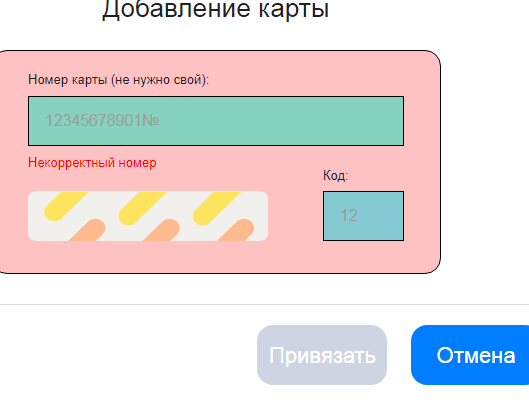 Добавление карты
Номер карты (не нужно свой):
12345678901№
Некорректный номер
Код:
12
Привязать
Отмена